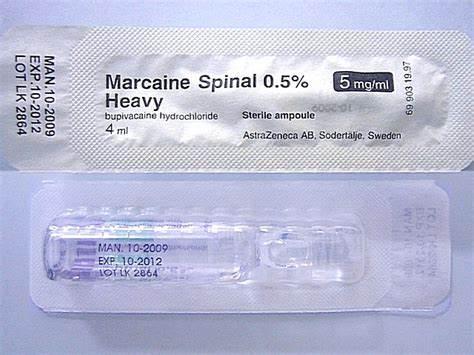 MAN.10-2009
EXP.10-2012
LOT LK 2864
Marcaine Spinal 0.5%
5 mg/ml
Heavy
bupivacaine hydrochloride
Sterile ampoule
4 ml
AstraZeneca AB, Södertälje, Sweden
69 903 19.97
MAN. 10-2009
EXP. 10-2012
LOT LK 2864